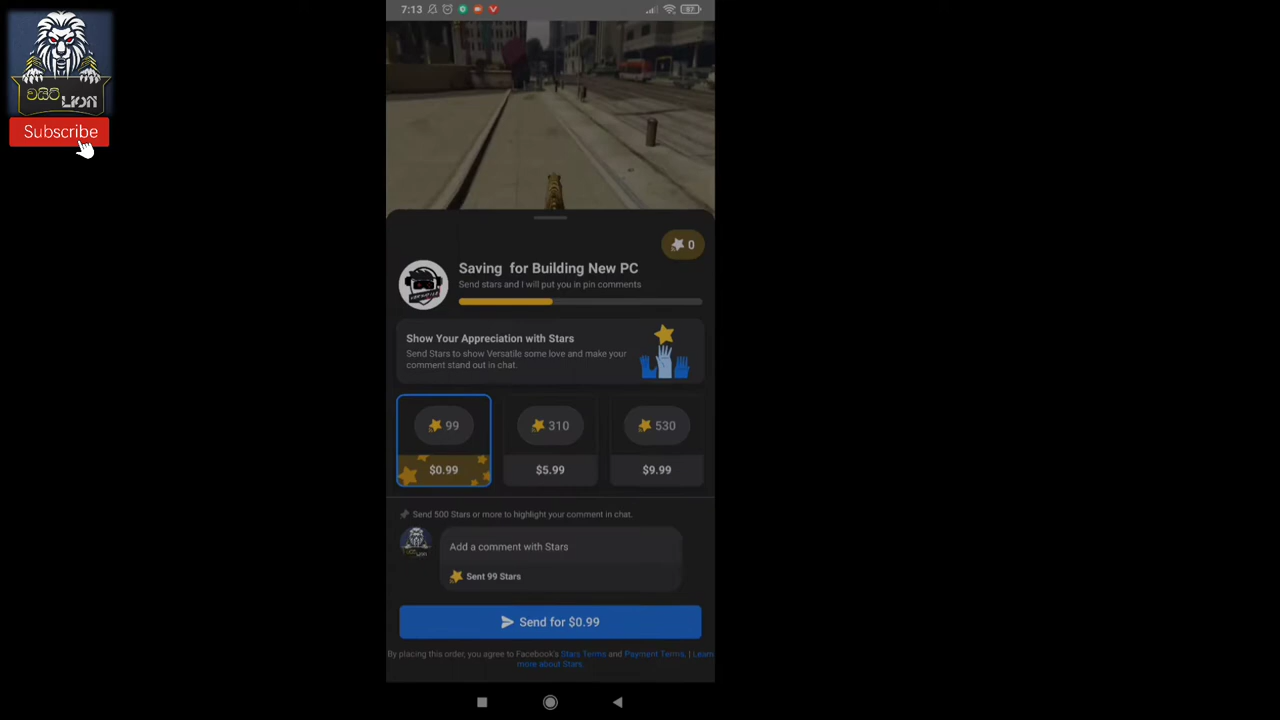 වයිට්
LION
Subscribe
7:13
87
0
Saving for Building New PC
Send stars and I will put you in pin comments
Show Your Appreciation with Stars
Send Stars to show Versatile some love and make your
comment stand out in chat.
99
310
530
$0.99
$5.99
$9.99
Send 500 Stars or more to highlight your comment in chat.
Add a comment with Stars
Sent 99 Stars
Send for $0.99
By placing this order, you agree to Facebook's Stars Terms and Payment Terms. | Learn
more about Stars.